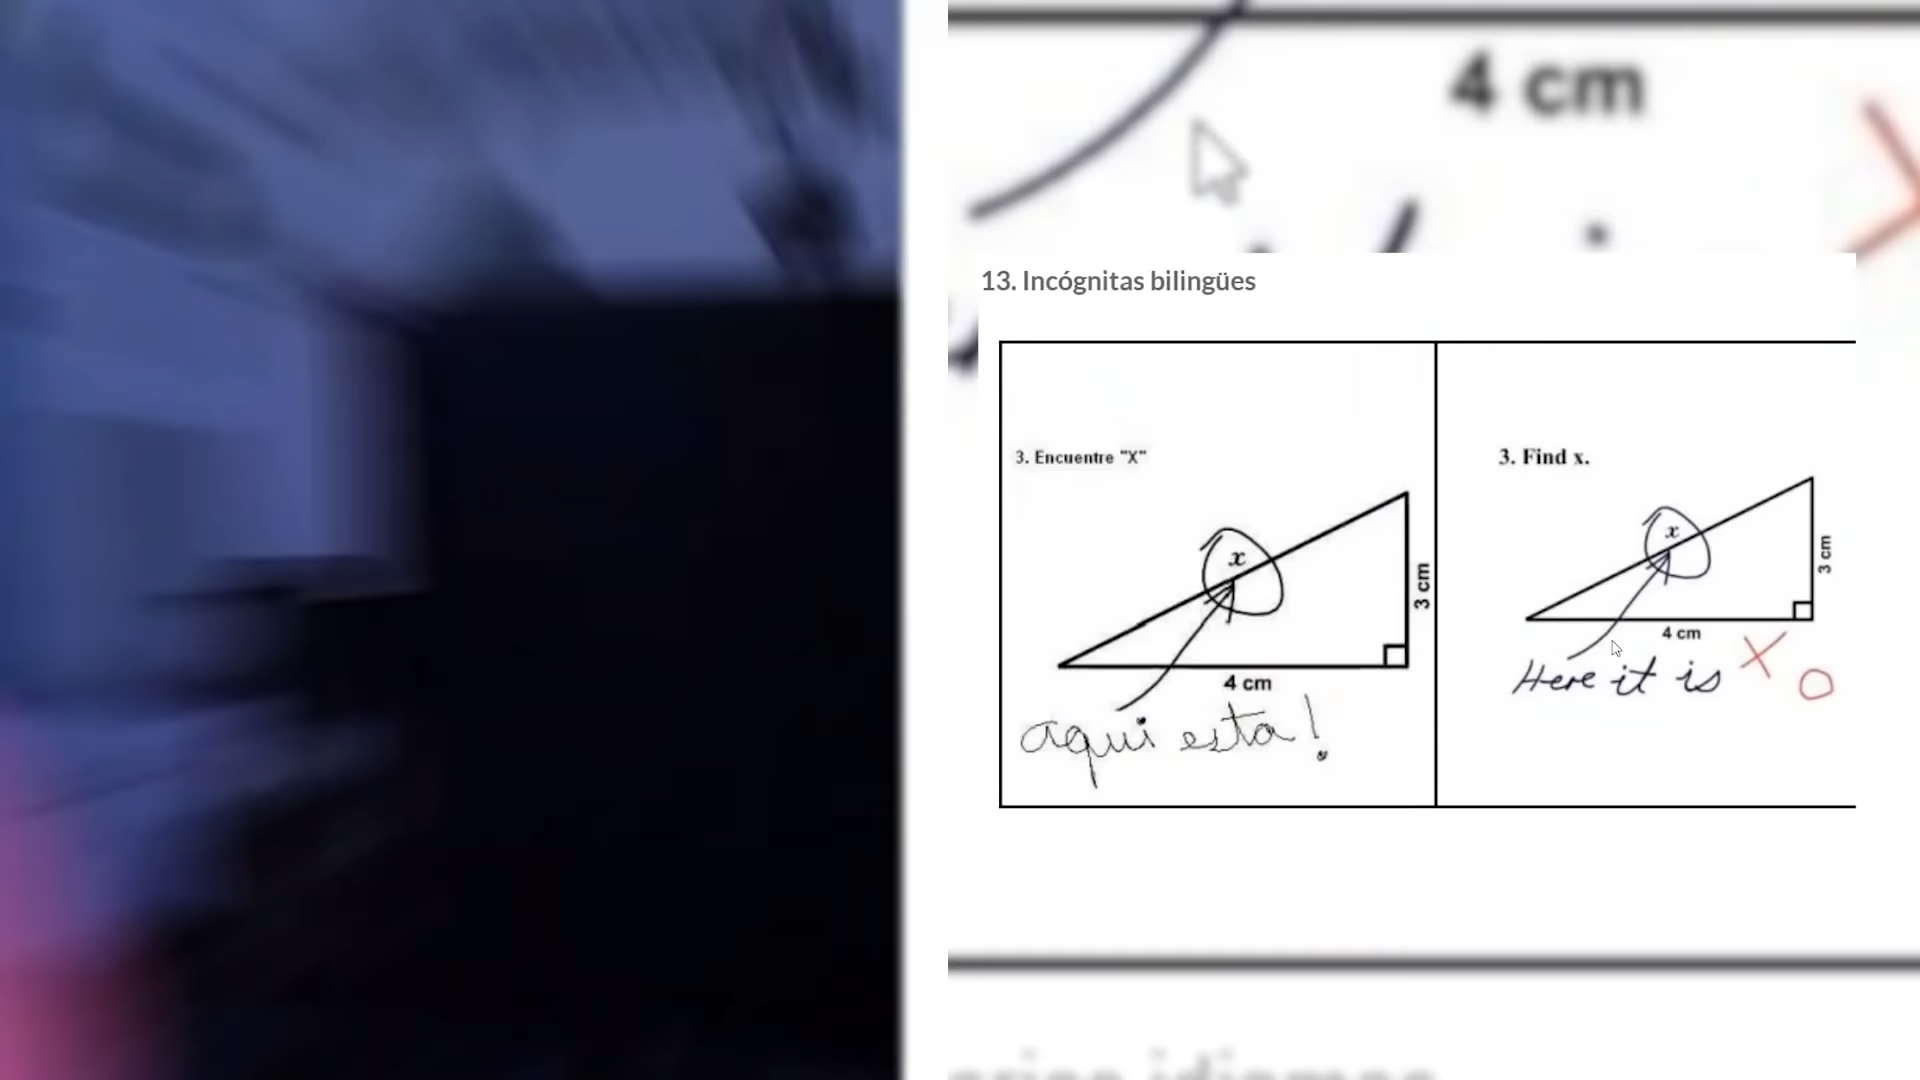 4 cm
13. Incógnitas bilingües
3. Encuentre "X"
x
3 cm
4 cm
aqui esta!
3. Find x.
x
3 cm
4 cm
Here it is X
O
idiomas